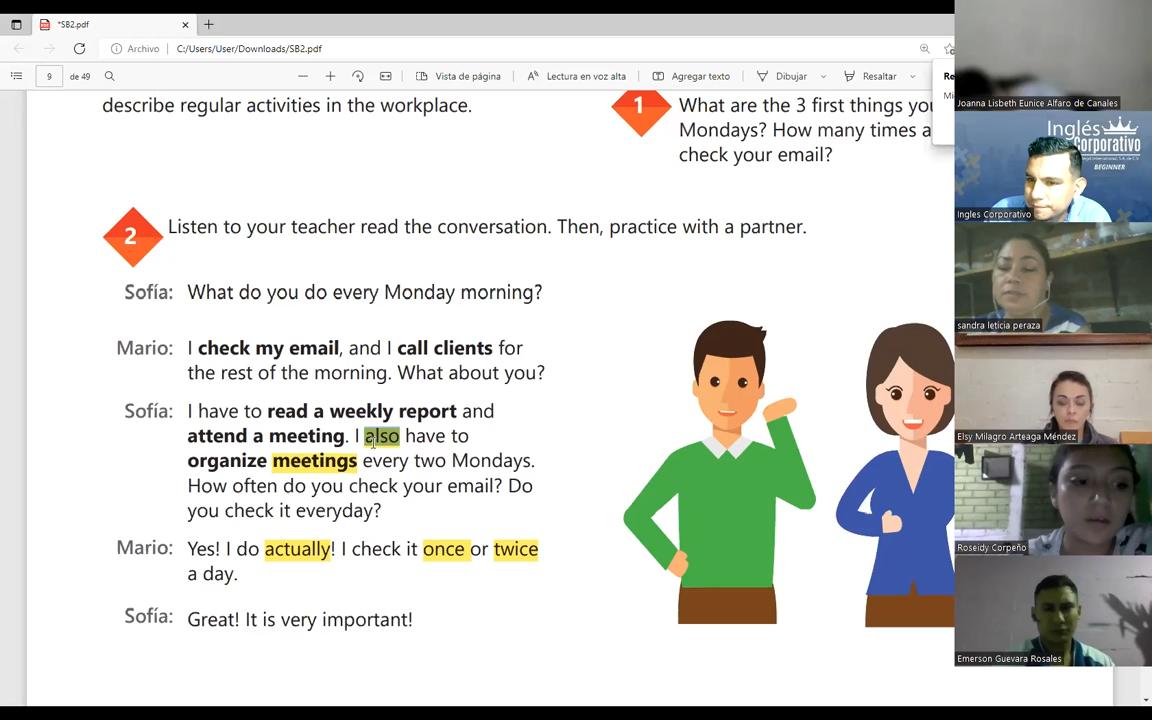 *SB2.pdf
Archivo C:/Users/User/Downloads/SB2.pdf
9 de 49 Vista de página Lectura en voz alta Agregar texto Dibujar Resaltar
describe regular activities in the workplace.
1 What are the 3 first things
Mondays? How many times a
check your email?
2 Listen to your teacher read the conversation. Then, practice with a partner.
Sofía: What do you do every Monday morning?
Mario: I check my email, and I call clients for
the rest of the morning. What about you?
Sofía: I have to read a weekly report and
attend a meeting. I also have to
organize meetings every two Mondays.
How often do you check your email? Do
you check it everyday?
Mario: Yes! I do actually! I check it once or twice
a day.
Sofía: Great! It is very important!
Joanna Lisbeth Eunice Alfaro de Canales
Inglés
Corporativo
BEGINNER
Ingles Corporativo
sandra leticia peraza
Elsy Milagro Arteaga Méndez
Roseidy Corpeño
Emerson Guevara Rosales